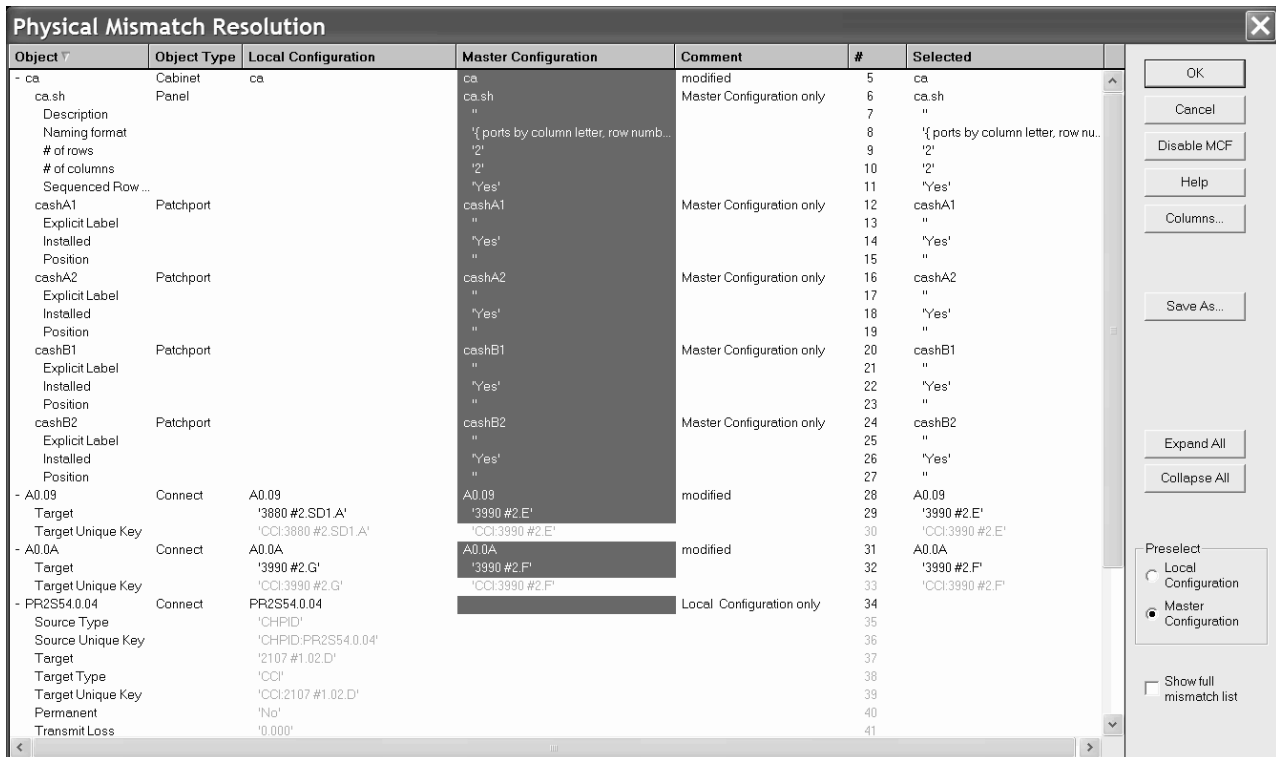 Physical Mismatch Resolution
Object Object Type Local Configuration Master Configuration Comment # Selected
- ca Cabinet ca ca modified 5 ca
ca.sh Panel ca.sh Master Configuration only 6 ca.sh
Description '' 7 ''
Naming format '{ ports by column letter, row numb... 8 '{ ports by column letter, row nu..
# of rows '2' 9 '2'
# of columns '2' 10 '2'
Sequenced Row ... 'Yes' 11 'Yes'
cashA1 Patchport cashA1 Master Configuration only 12 cashA1
Explicit Label '' 13 ''
Installed 'Yes' 14 'Yes'
Position '' 15 ''
cashA2 Patchport cashA2 Master Configuration only 16 cashA2
Explicit Label '' 17 ''
Installed 'Yes' 18 'Yes'
Position '' 19 ''
cashB1 Patchport cashB1 Master Configuration only 20 cashB1
Explicit Label '' 21 ''
Installed 'Yes' 22 'Yes'
Position '' 23 ''
cashB2 Patchport cashB2 Master Configuration only 24 cashB2
Explicit Label '' 25 ''
Installed 'Yes' 26 'Yes'
Position '' 27 ''
- A0.09 Connect A0.09 A0.09 modified 28 A0.09
Target '3880 #2.SD1.A' '3990 #2.E' 29 '3990 #2.E'
Target Unique Key 'CCI:3880 #2.SD1.A' 'CCI:3990 #2.E' 30 'CCI:3990 #2.E'
- A0.0A Connect A0.0A A0.0A modified 31 A0.0A
Target '3990 #2.G' '3990 #2.F' 32 '3990 #2.F'
Target Unique Key 'CCI:3990 #2.G' 'CCI:3990 #2.F' 33 'CCI:3990 #2.F'
- PR2S54.0.04 Connect PR2S54.0.04 Local Configuration only 34
Source Type 'CHPID' 35
Source Unique Key 'CHPID:PR2S54.0.04' 36
Target '2107 #1.02.D' 37
Target Type 'CCI' 38
Target Unique Key 'CCI:2107 #1.02.D' 39
Permanent 'No' 40
Transmit Loss '0.000' 41
OK
Cancel
Disable MCF
Help
Columns...
Save As...
Expand All
Collapse All
Preselect
Local
Configuration
Master
Configuration
Show full
mismatch list